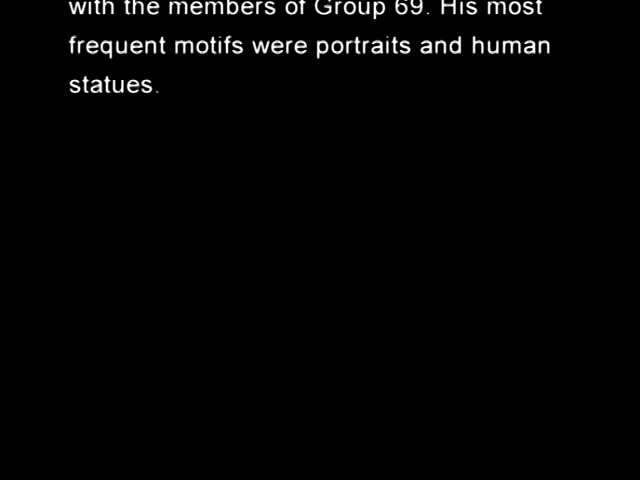 with the members of Group 69. His most
frequent motifs were portraits and human
statues.